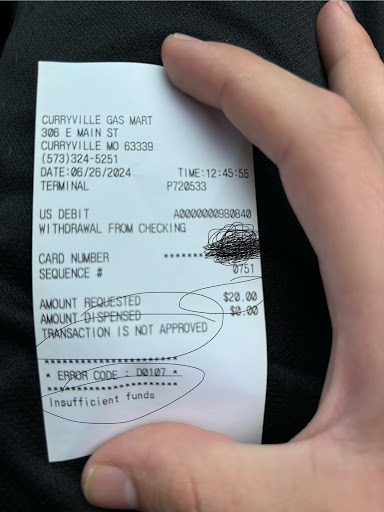 CURRYVILLE GAS MART
306 E MAIN ST
CURRYVILLE MO 63339
(573)324-5251
DATE:06/26/2024 TIME:12:45:55
TERMINAL P720533
US DEBIT A0000000980840
WITHDRAWAL FROM CHECKING
CARD NUMBER *******
SEQUENCE # 0751
AMOUNT REQUESTED $20.00
AMOUNT DISPENSED $0.00
TRANSACTION IS NOT APPROVED
**********************
* ERROR CODE : D0107 *
**********************
Insufficient funds